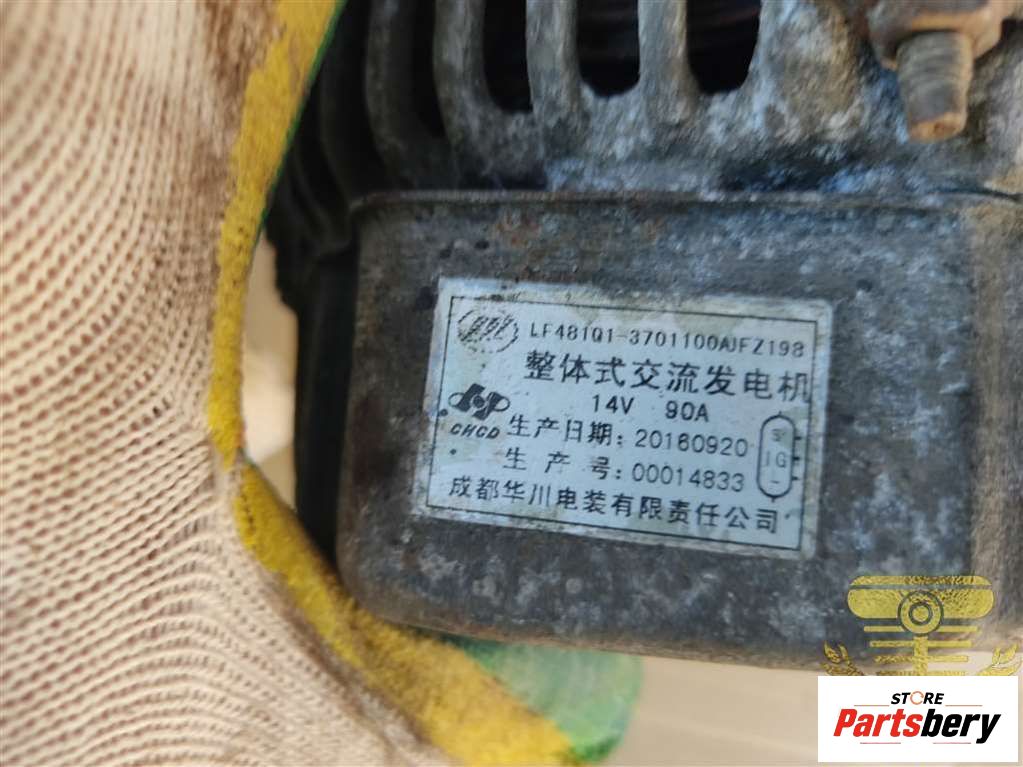 LF481Q1-3701100AJFZ198
整体式交流发电机
14V 90A
CHCD
生产日期:20160920
生产号:00014833
IG
L
成都华川电装有限责任公司
STORE
Partsbery